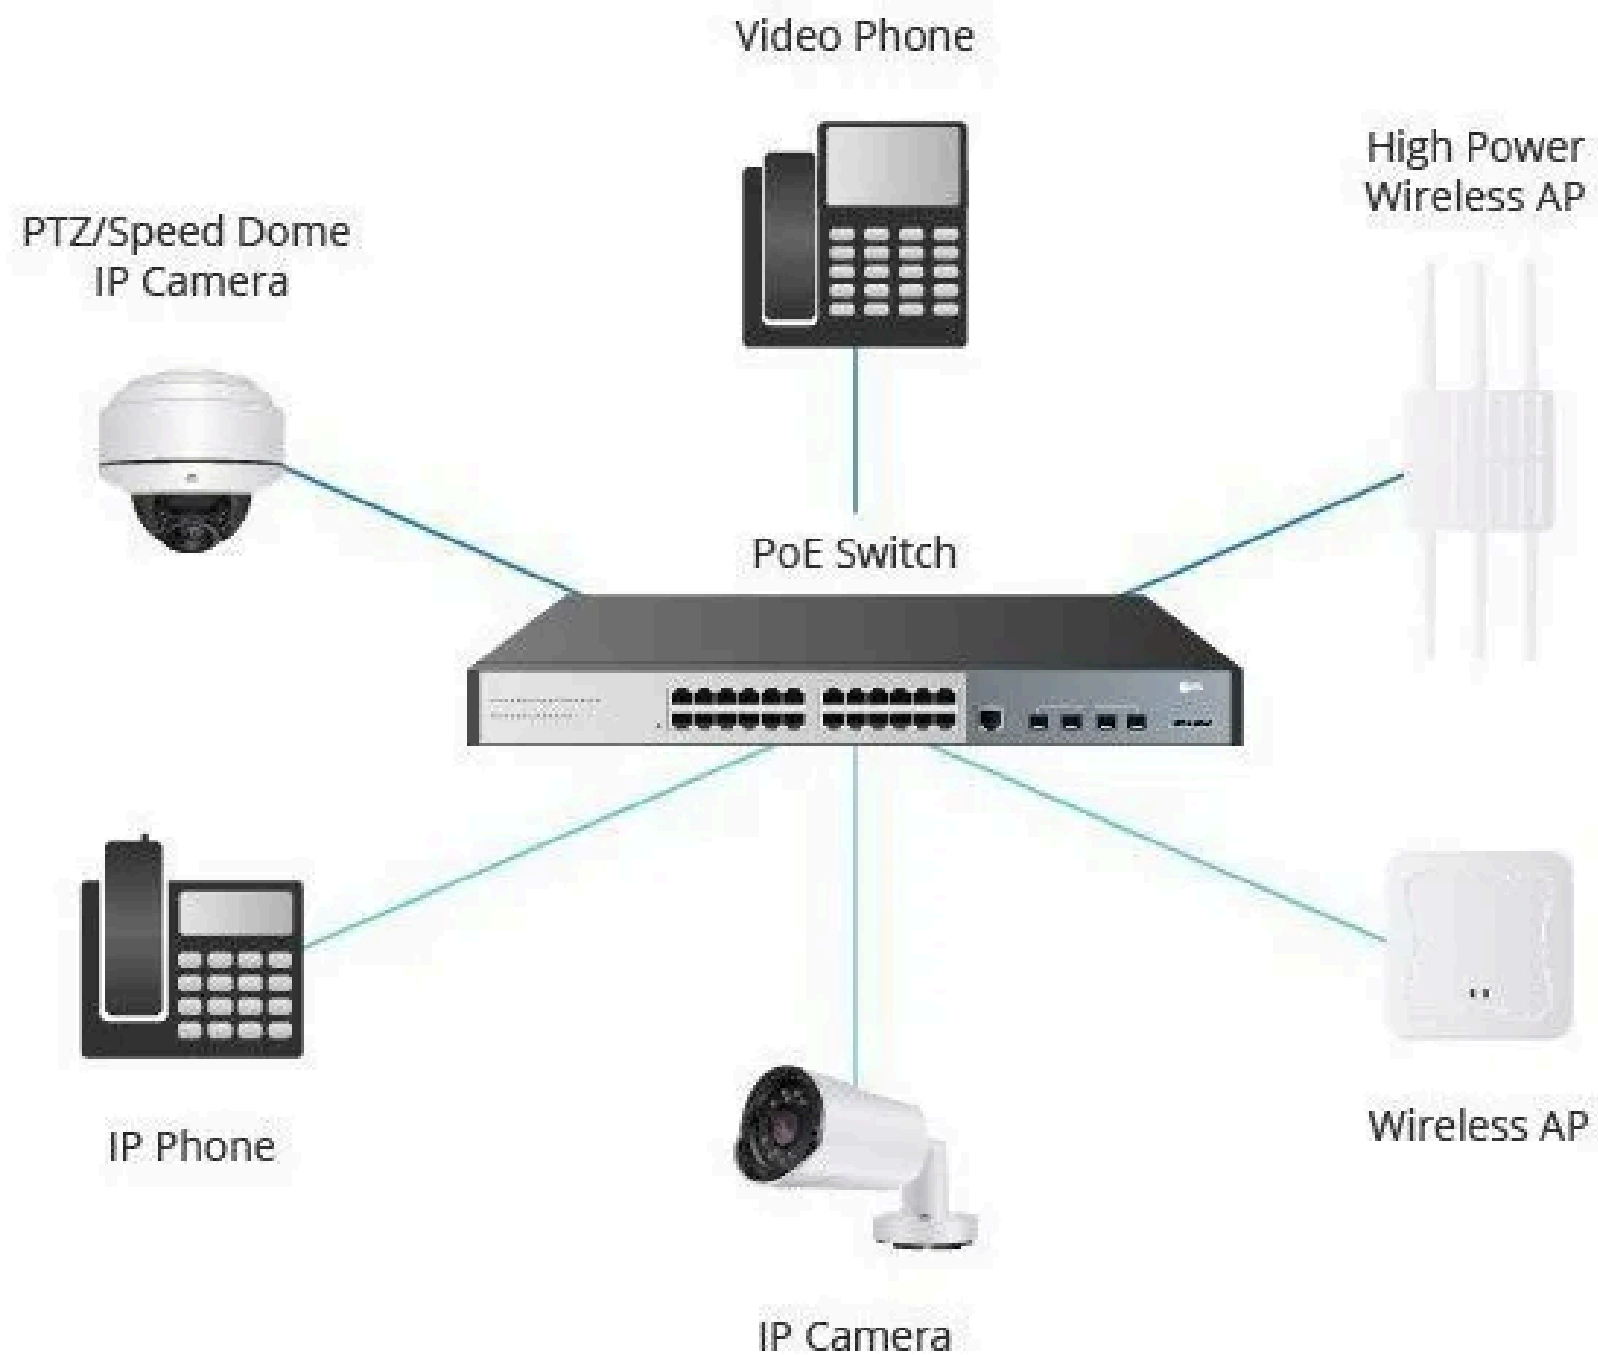 Video Phone
High Power
Wireless AP
PTZ/Speed Dome
IP Camera
PoE Switch
IP Phone
Wireless AP
IP Camera